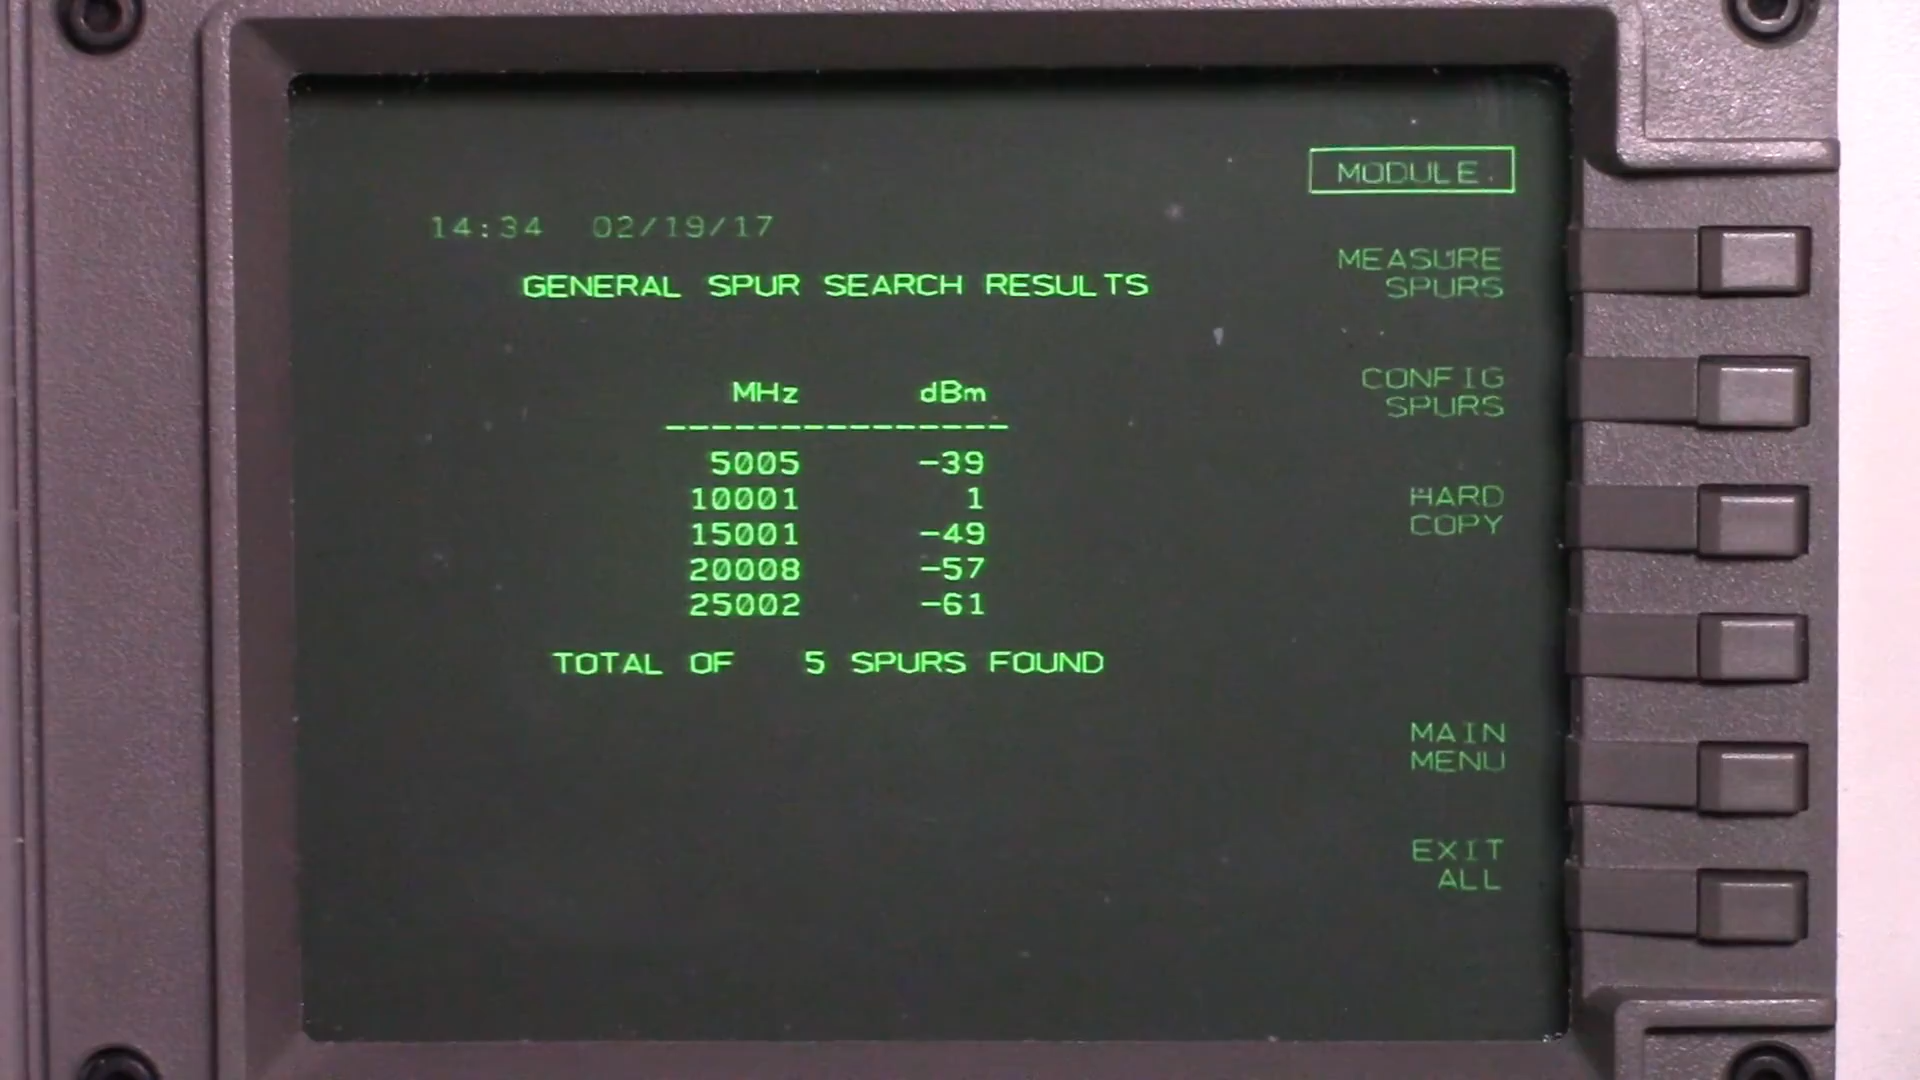 MODULE
14:34 02/19/17
MEASURE
SPURS
GENERAL SPUR SEARCH RESULTS
CONFIG
SPURS
MHz dBm
---------------
5005 -39
10001 1
15001 -49
20008 -57
25002 -61
HARD
COPY
TOTAL OF 5 SPURS FOUND
MAIN
MENU
EXIT
ALL